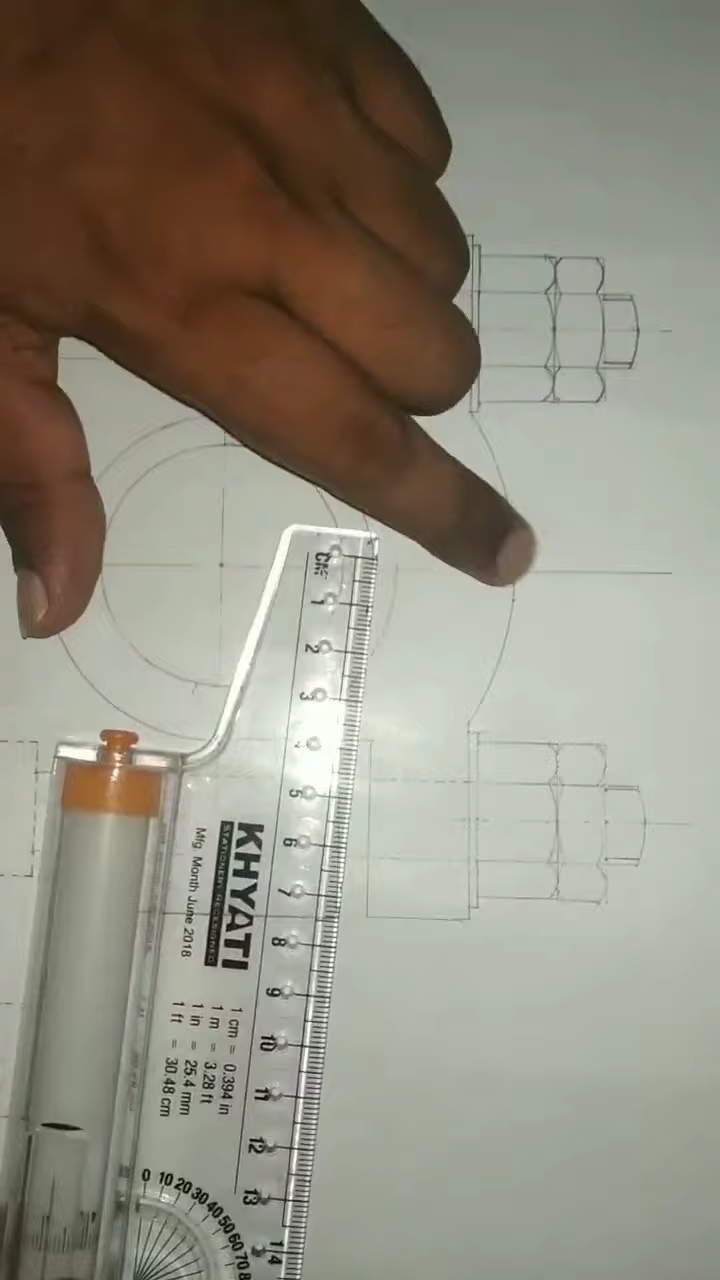 CM
1
2
3
4
5
6
7
8
9
10
11
12
13
14
KHYATI
STATIONERY REDESIGNED
Mfg. Month June 2018
1 cm = 0.394 in
1 m = 3.28 ft
1 in = 25.4 mm
1 ft = 30.48 cm
0 10 20 30 40 50 60 70 8